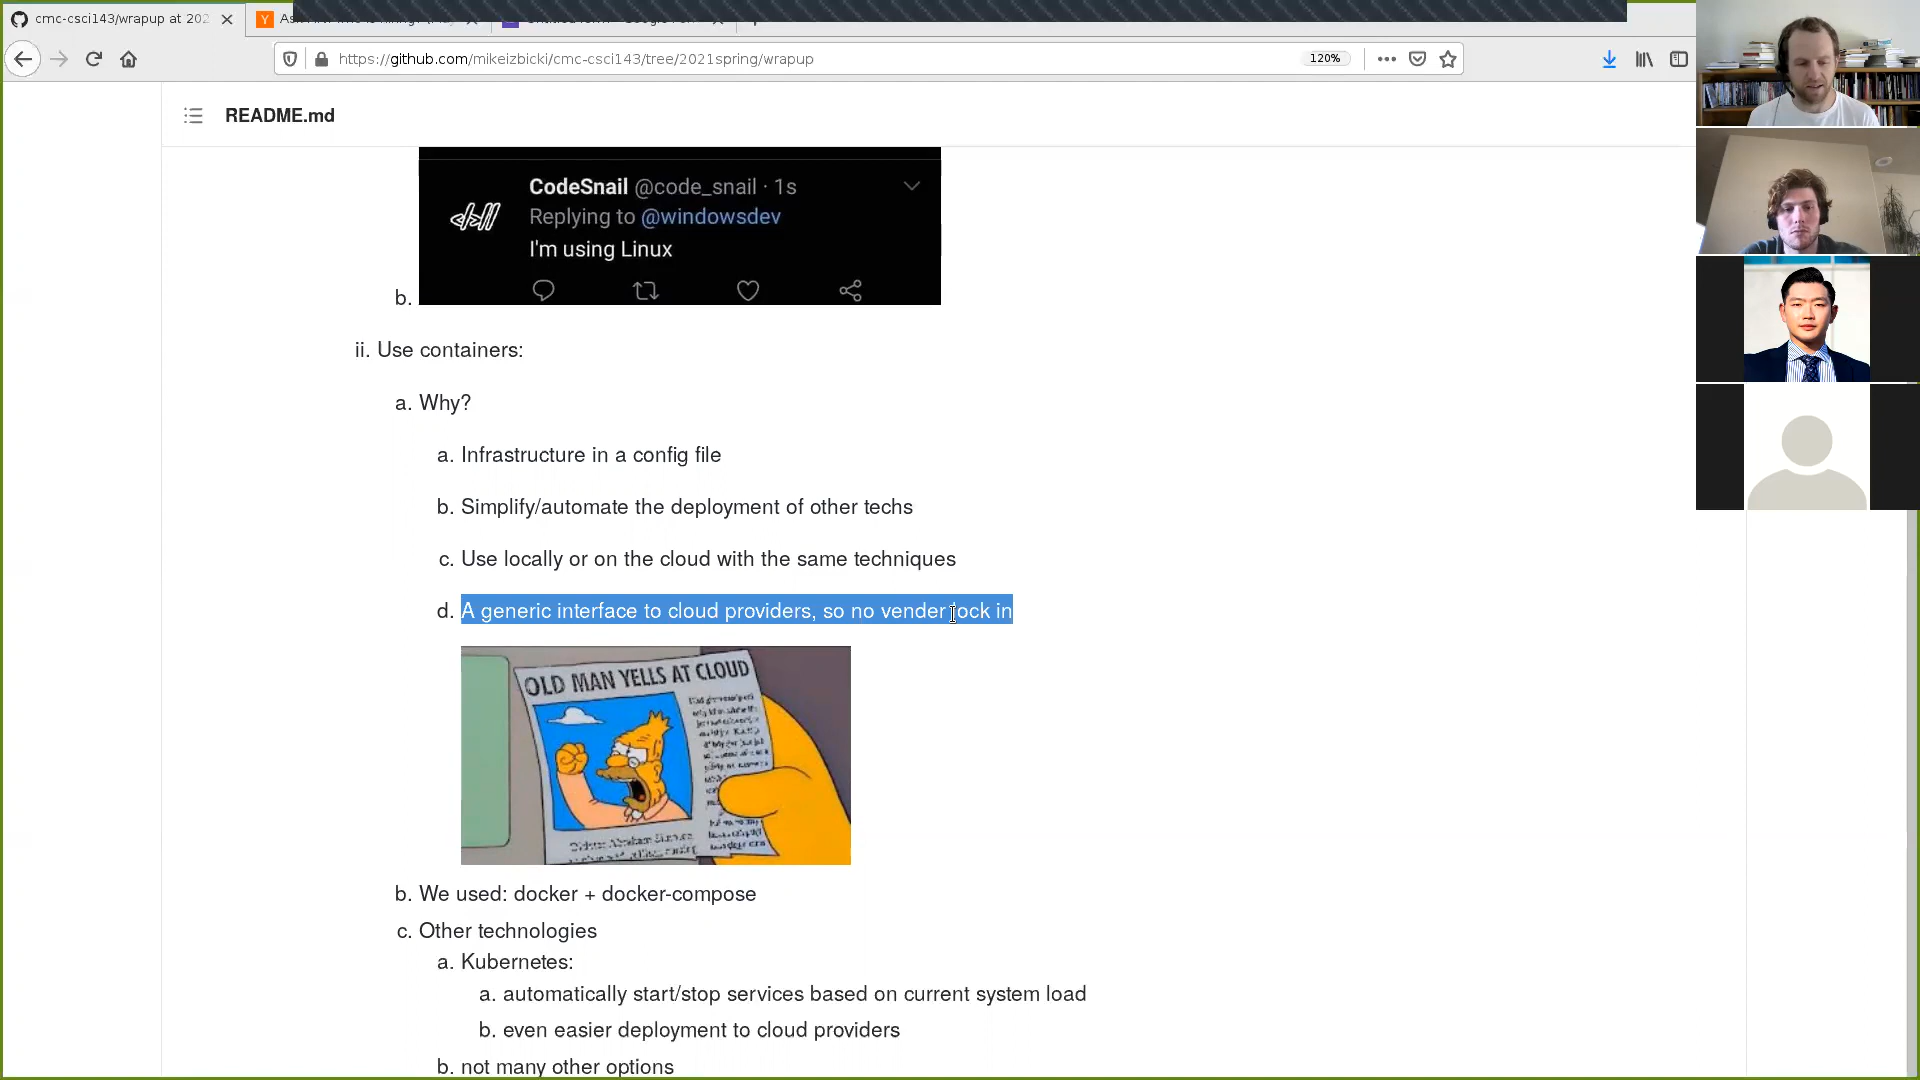 cmc-csci143/wrapup at 202
https://github.com/mikeizbicki/cmc-csci143/tree/2021spring/wrapup
120%
README.md
CodeSnail @code_snail · 1s
Replying to @windowsdev
I'm using Linux
b.
ii. Use containers:
a. Why?
a. Infrastructure in a config file
b. Simplify/automate the deployment of other techs
c. Use locally or on the cloud with the same techniques
d. A generic interface to cloud providers, so no vender lock in
OLD MAN YELLS AT CLOUD
b. We used: docker + docker-compose
c. Other technologies
a. Kubernetes:
a. automatically start/stop services based on current system load
b. even easier deployment to cloud providers
b. not many other options